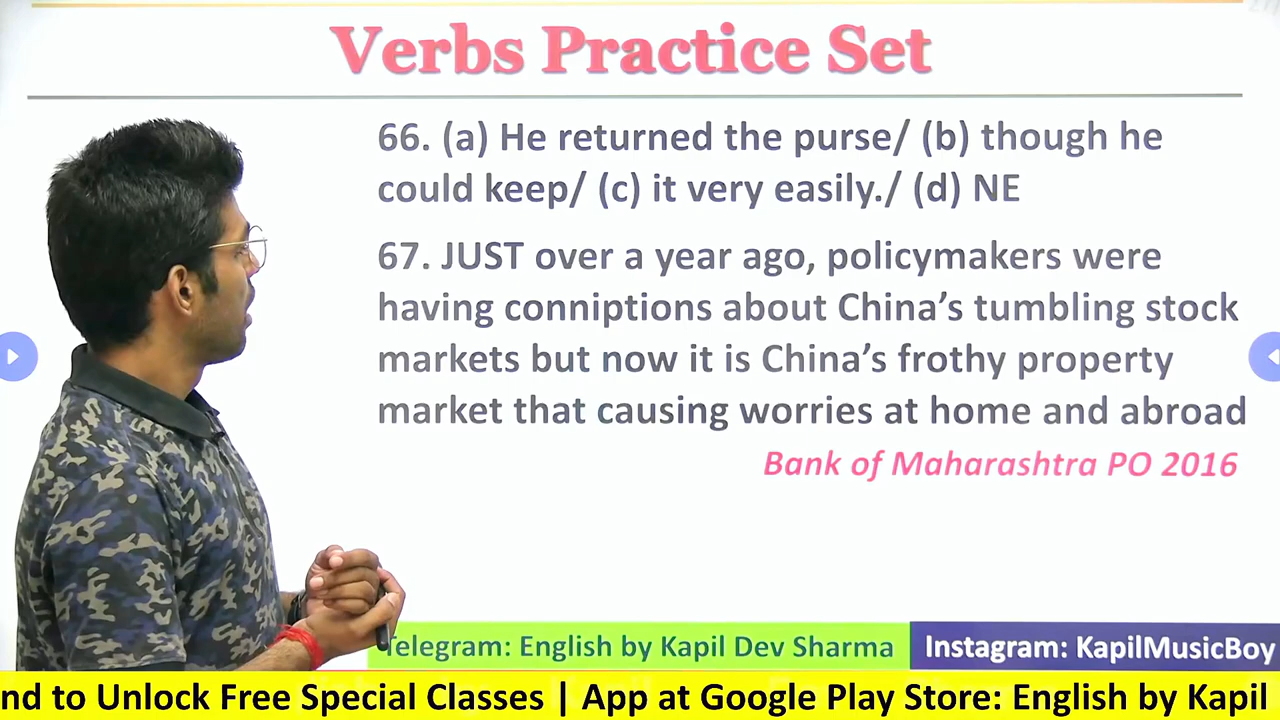 Verbs Practice Set
66. (a) He returned the purse/ (b) though he
could keep/ (c) it very easily./ (d) NE
67. JUST over a year ago, policymakers were
having conniptions about China’s tumbling stock
markets but now it is China’s frothy property
market that causing worries at home and abroad
Bank of Maharashtra PO 2016
Telegram: English by Kapil Dev Sharma
Instagram: KapilMusicBoy
to Unlock Free Special Classes | App at Google Play Store: English by Kapil